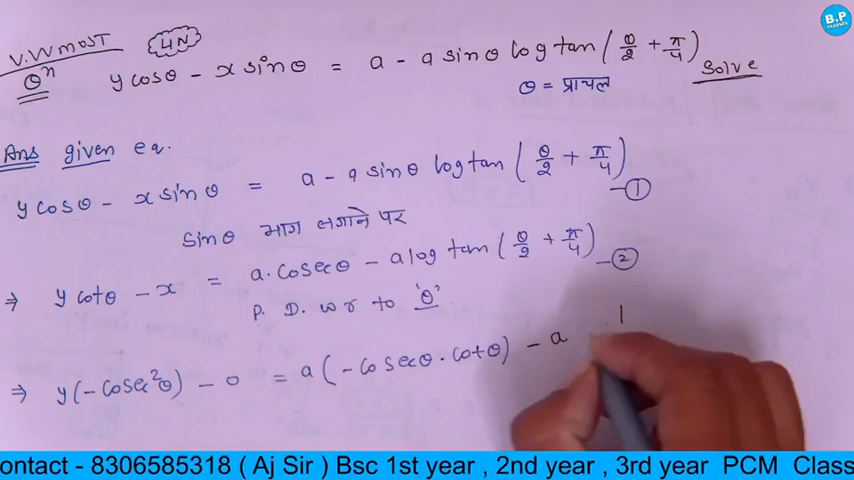 V.W MOST
4N
Qⁿ y cosθ - x sinθ = a - a sinθ log tan ( θ/2 + π/4 ) Solve
θ = प्राचल
Ans given eq.
y cosθ - x sinθ = a - a sinθ log tan ( θ/2 + π/4 ) -①
sinθ भाग लगाने पर
⇒ y cotθ - x = a.cosecθ - a log tan ( θ/2 + π/4 ) -②
P. D. w r to 'θ'
⇒ y(-cosec²θ) - 0 = a(-cosecθ.cotθ) - a 1
B.P
CLASSES
ontact - 8306585318 ( Aj Sir ) Bsc 1st year , 2nd year , 3rd year PCM Class